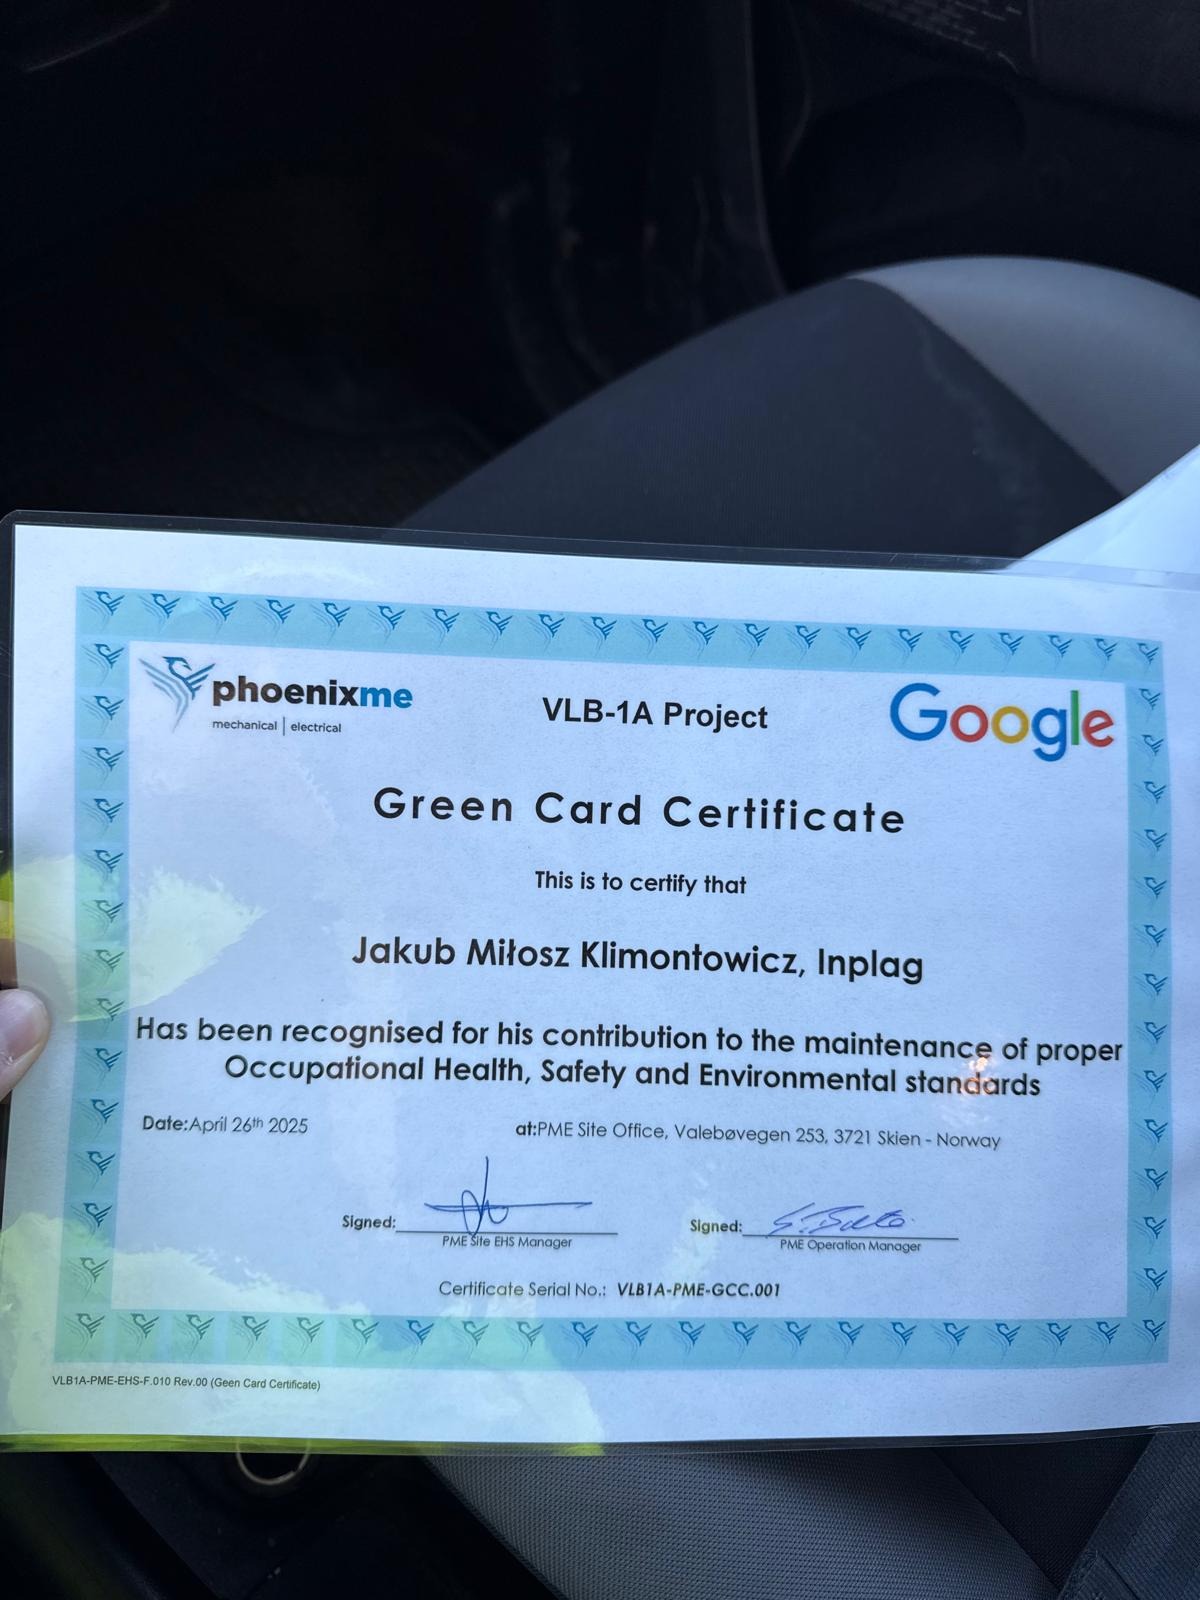 phoenixme
mechanical | electrical
VLB-1A Project
Google
Green Card Certificate
This is to certify that
Jakub Miłosz Klimontowicz, Inplag
Has been recognised for his contribution to the maintenance of proper
Occupational Health, Safety and Environmental standards
Date:April 26th 2025
at:PME Site Office, Valebøvegen 253, 3721 Skien - Norway
Signed:
PME Site EHS Manager
Signed:
PME Operation Manager
Certificate Serial No.: VLB1A-PME-GCC.001
VLB1A-PME-EHS-F.010 Rev.00 (Geen Card Certificate)